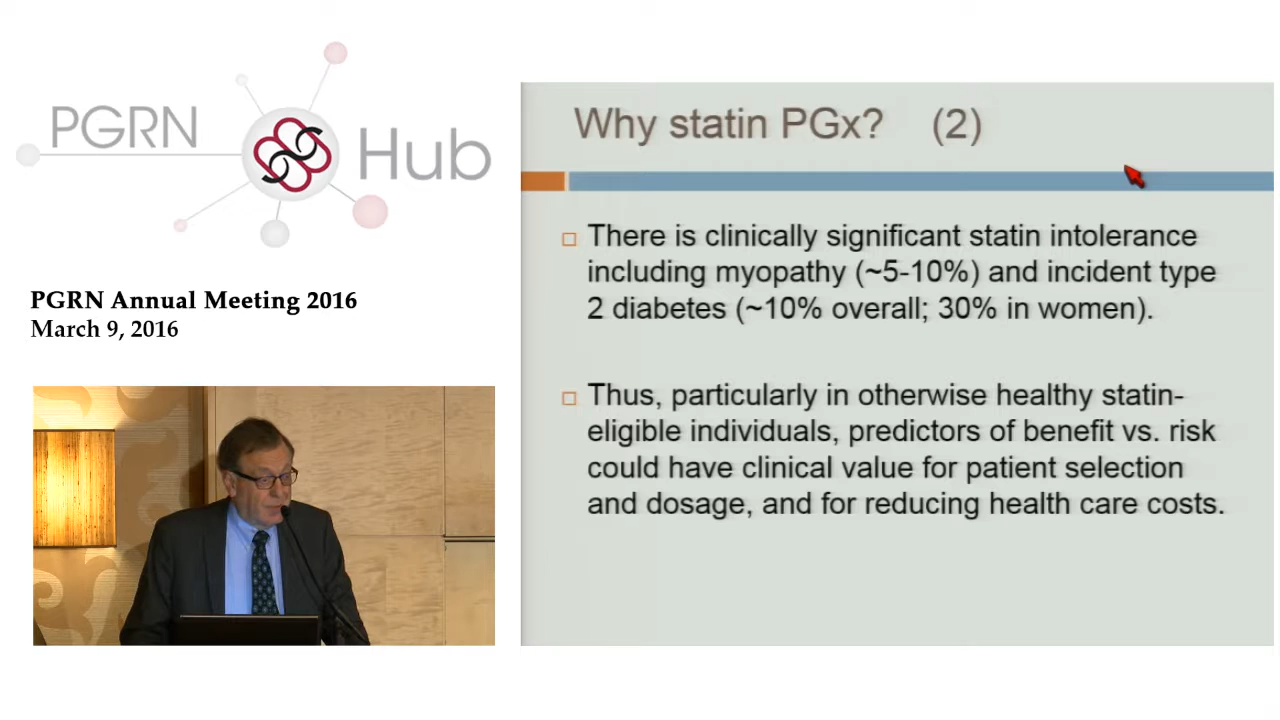 PGRN
Hub
PGRN Annual Meeting 2016
March 9, 2016
Why statin PGx? (2)
There is clinically significant statin intolerance
including myopathy (~5-10%) and incident type
2 diabetes (~10% overall; 30% in women).
Thus, particularly in otherwise healthy statin-
eligible individuals, predictors of benefit vs. risk
could have clinical value for patient selection
and dosage, and for reducing health care costs.